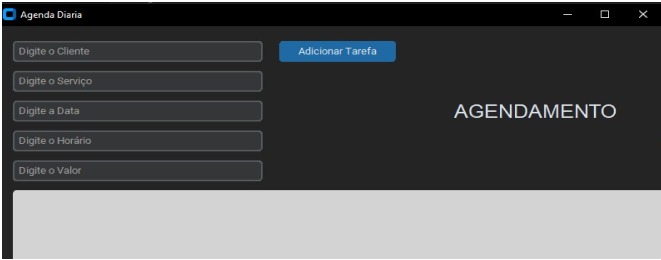 Agenda Diaria
Digite o Cliente
Adicionar Tarefa
Digite o Serviço
Digite a Data
AGENDAMENTO
Digite o Horário
Digite o Valor